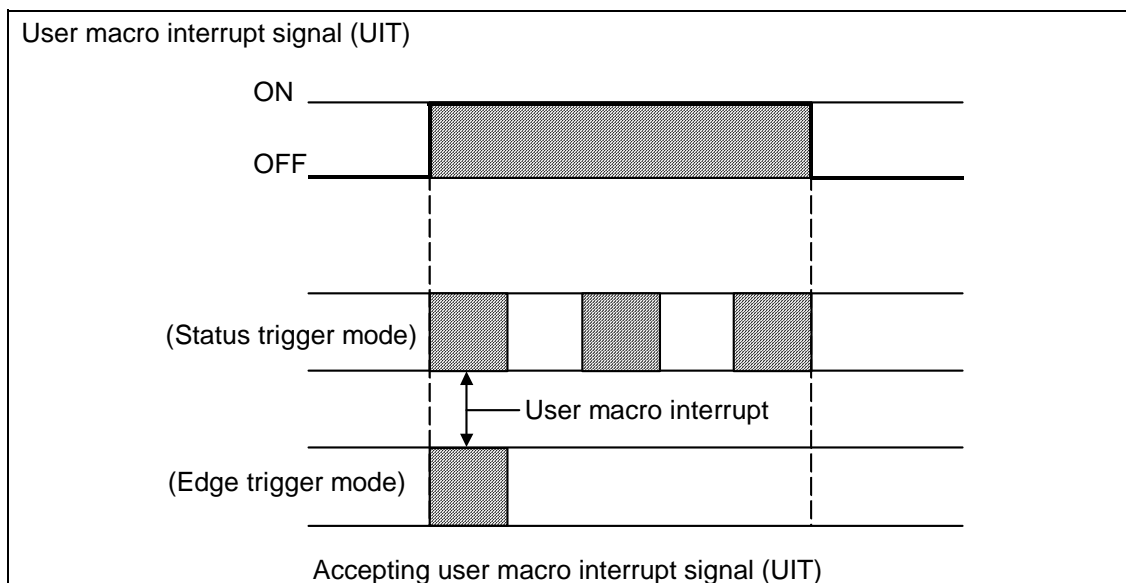 User macro interrupt signal (UIT)
ON
OFF
(Status trigger mode)
User macro interrupt
(Edge trigger mode)
Accepting user macro interrupt signal (UIT)